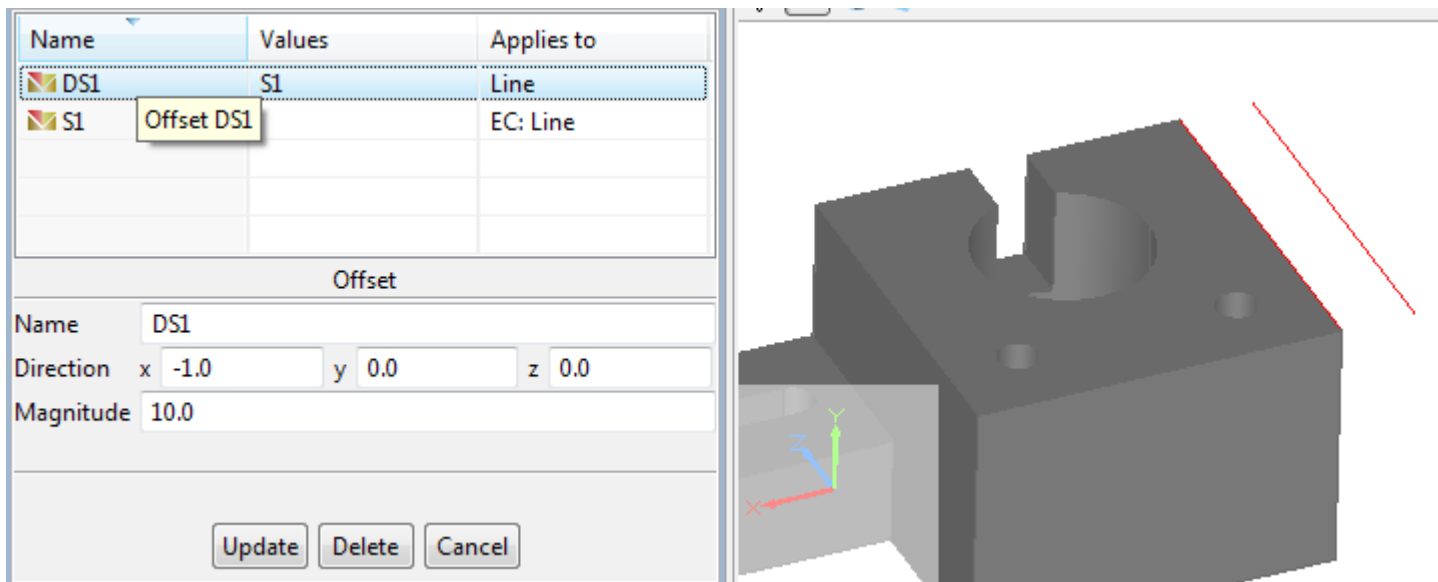 Name Values Applies to
DS1 S1 Line
S1 EC: Line
Offset DS1
Offset
Name DS1
Direction x -1.0 y 0.0 z 0.0
Magnitude 10.0
Update Delete Cancel
Y
Z
X